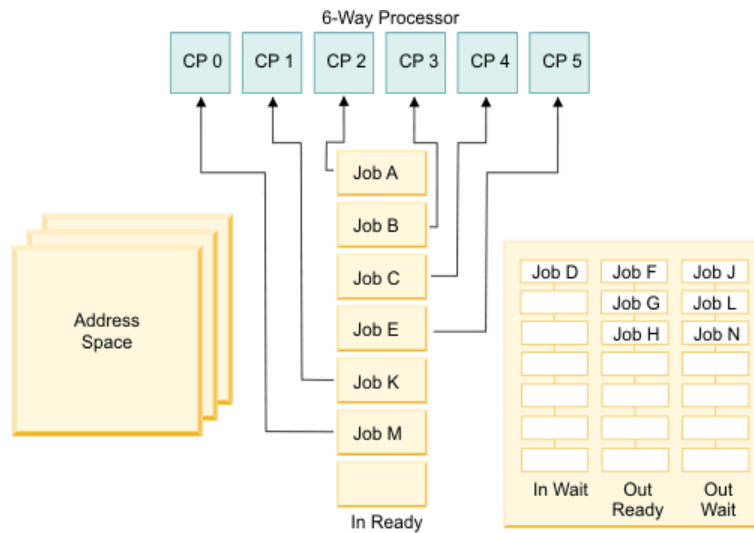 6-Way Processor
CP 0 CP 1 CP 2 CP 3 CP 4 CP 5
Job A
Job B
Job C
Job E
Job K
Job M
In Ready
Address
Space
Job D Job F Job J
Job G Job L
Job H Job N
In Wait Out Out
Ready Wait